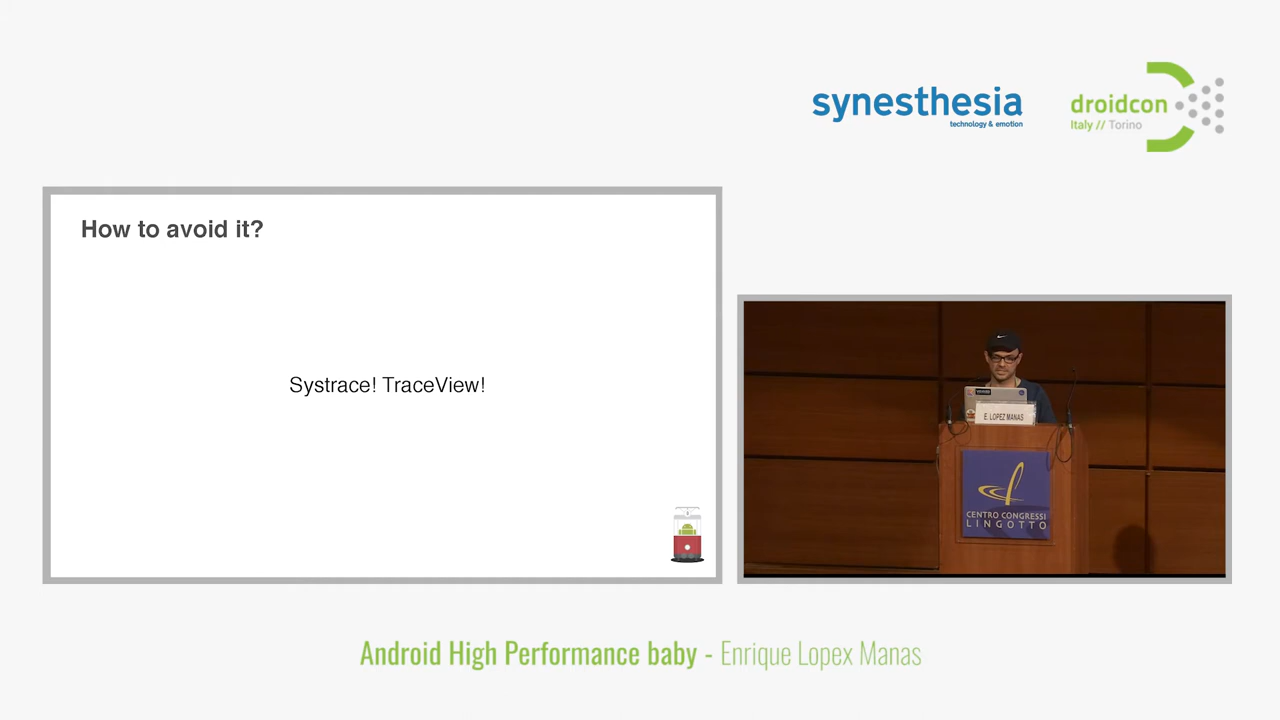 synesthesia
technology & emotion
droidcon
Italy // Torino
How to avoid it?
Systrace! TraceView!
E. LOPEZ MANAS
CENTRO CONGRESSI
LINGOTTO
Android High Performance baby - Enrique Lopex Manas